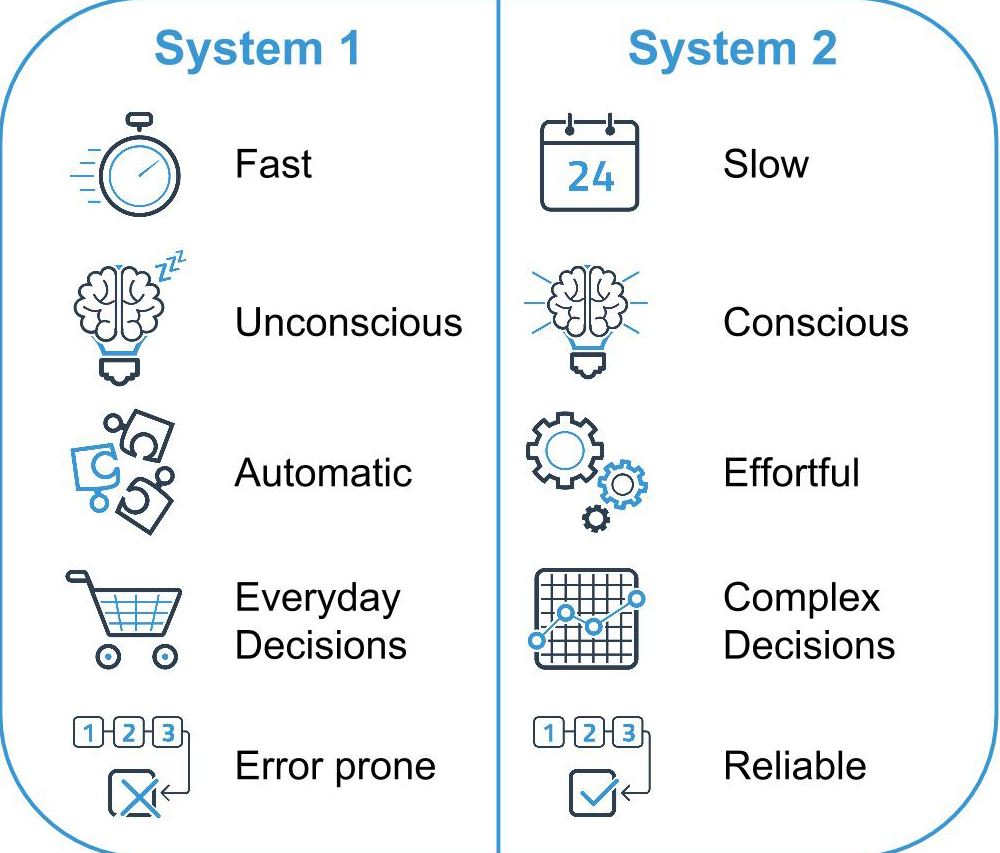 System 1
Fast
zzz
Unconscious
Automatic
Everyday
Decisions
1 2 3
Error prone
System 2
24
Slow
Conscious
Effortful
Complex
Decisions
1 2 3
Reliable